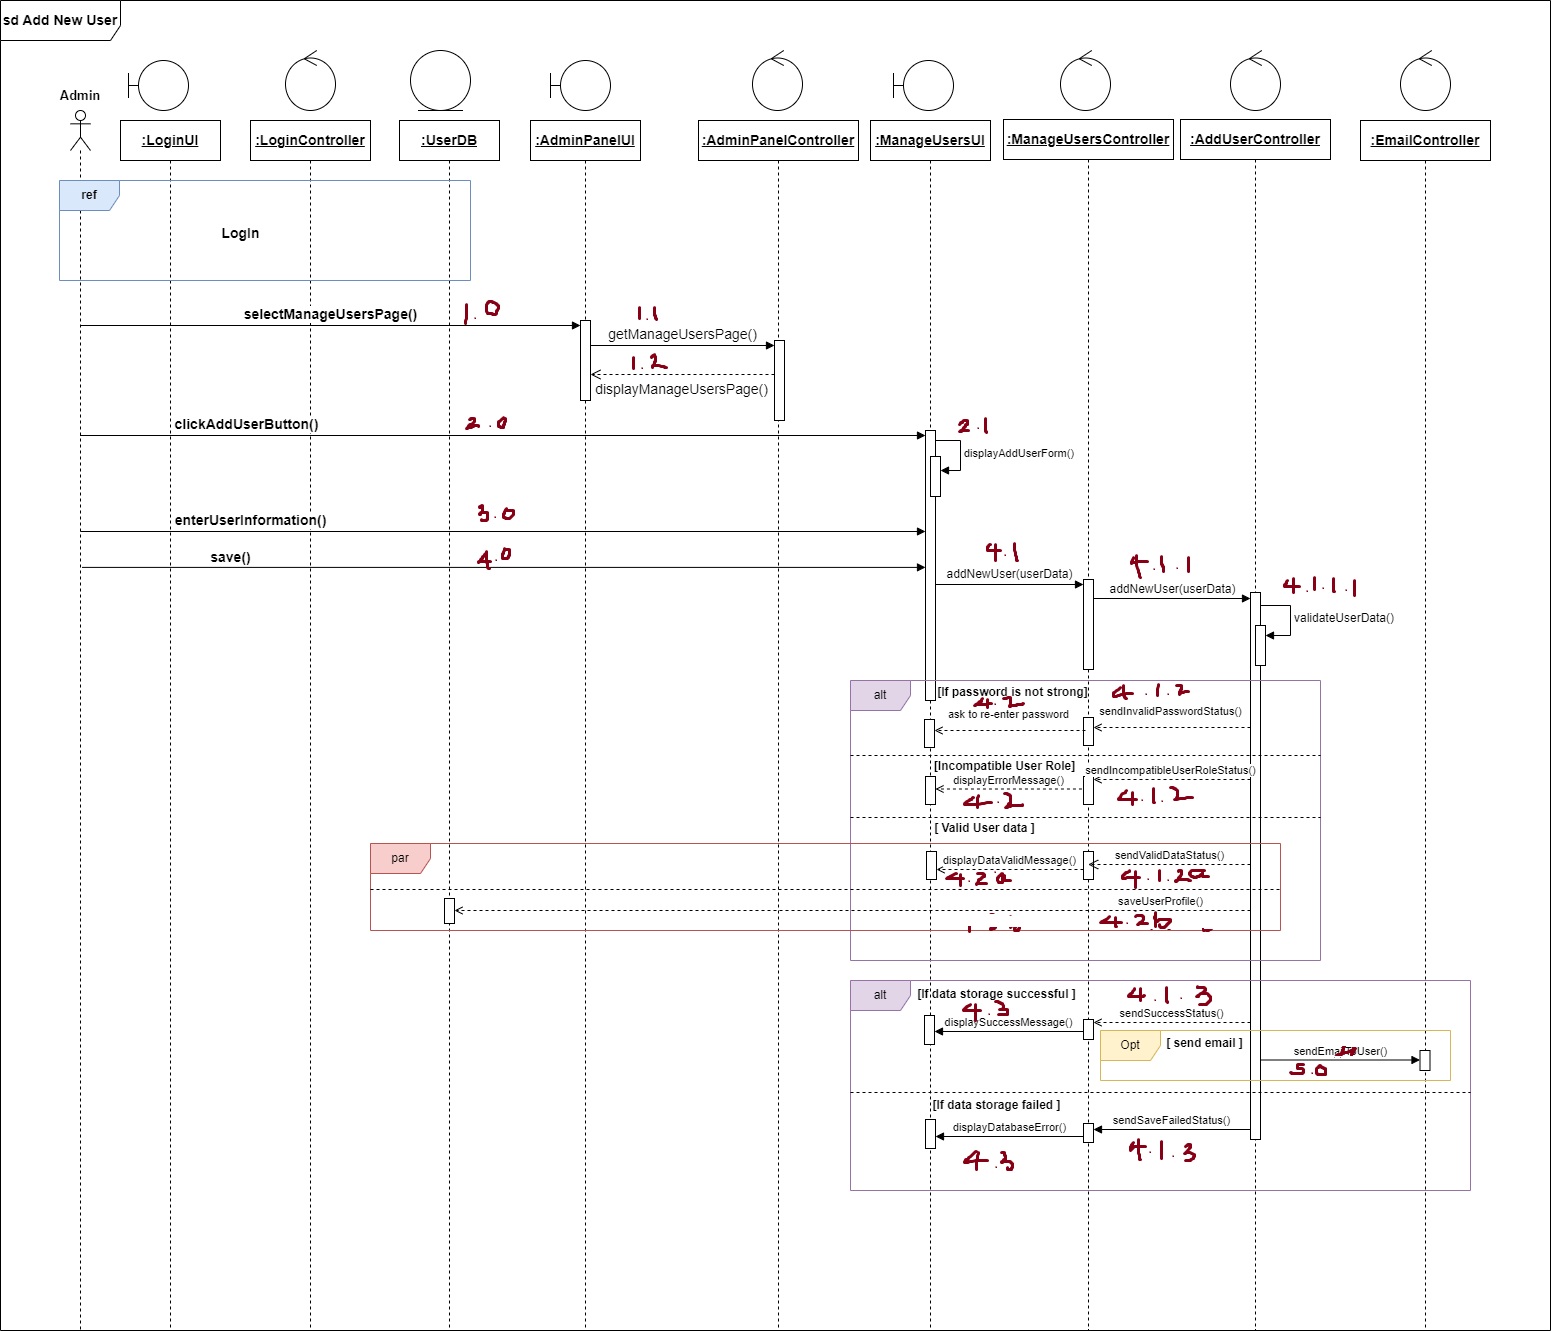 sd Add New User
Admin
:LoginUI
:LoginController
:UserDB
:AdminPanelUI
:AdminPanelController
:ManageUsersUI
:ManageUsersController
:AddUserController
:EmailController
ref
LogIn
selectManageUsersPage()
1.0
1.1
getManageUsersPage()
1.2
displayManageUsersPage()
clickAddUserButton()
2.0
2.1
displayAddUserForm()
enterUserInformation()
3.0
save()
4.0
4.1
addNewUser(userData)
4.1.1
addNewUser(userData)
4.1.1.1
validateUserData()
alt
[If password is not strong]
4.2
ask to re-enter password
4.1.2
sendInvalidPasswordStatus()
[Incompatible User Role]
displayErrorMessage()
4.2
sendIncompatibleUserRoleStatus()
4.1.2
[ Valid User data ]
par
displayDataValidMessage()
4.2a
sendValidDataStatus()
4.1.2a
saveUserProfile()
4.2b
alt
[If data storage successful ]
4.3
displaySuccessMessage()
4.1.3
sendSuccessStatus()
Opt
[ send email ]
sendEmailToUser()
5.0
[If data storage failed ]
displayDatabaseError()
4.3
sendSaveFailedStatus()
4.1.3